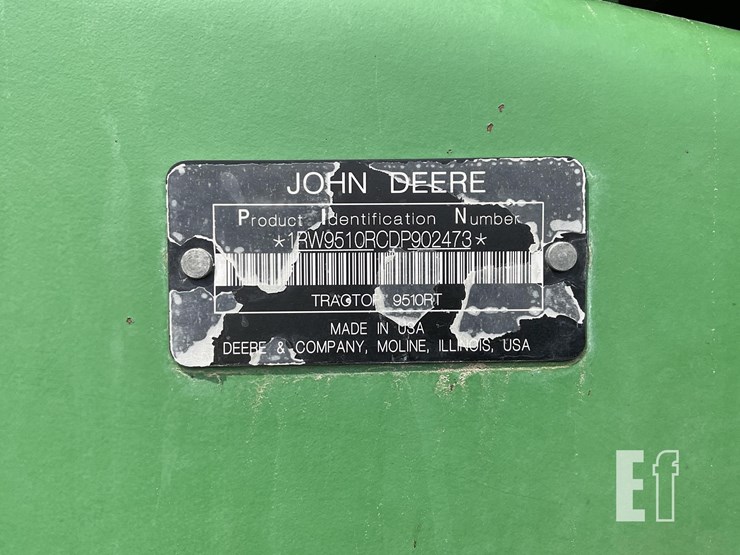 JOHN DEERE
Product Identification Number
*1RW9510RCDP902473*
TRACTOR 9510RT
MADE IN USA
DEERE & COMPANY, MOLINE, ILLINOIS, USA
Ef